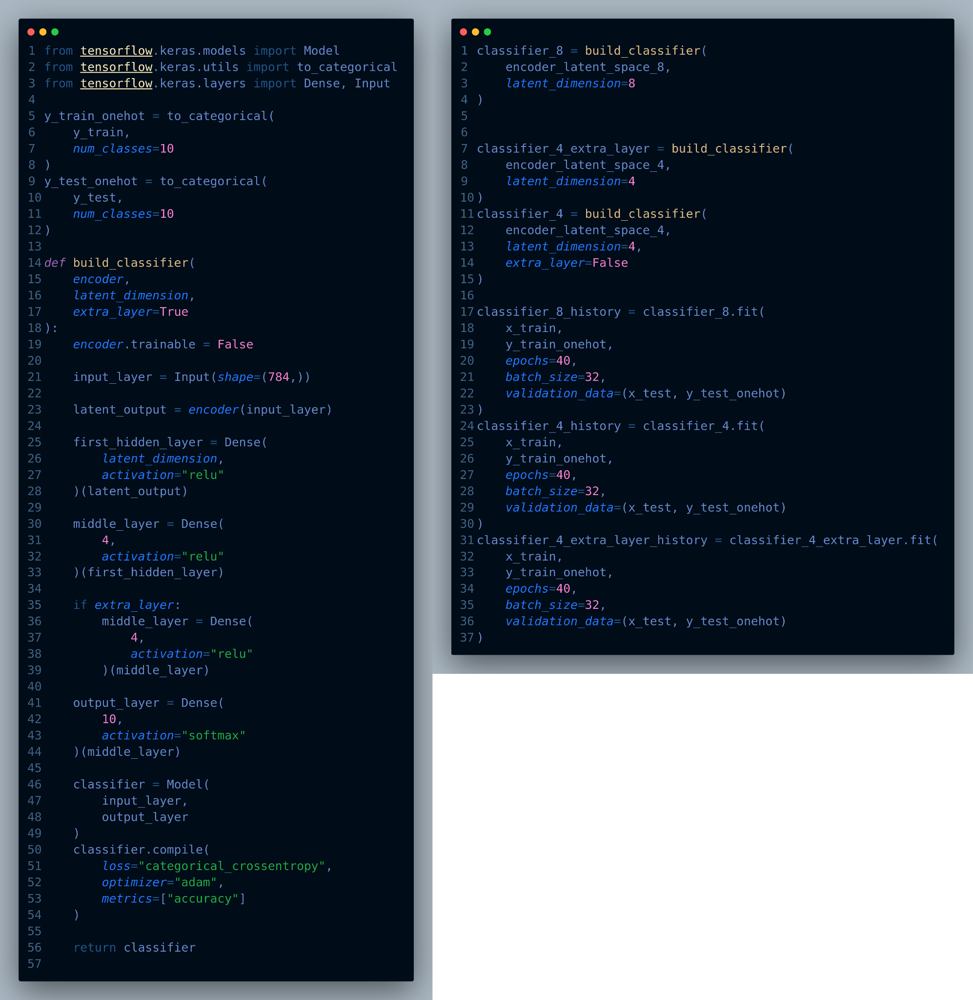 1 from tensorflow.keras.models import Model
2 from tensorflow.keras.utils import to_categorical
3 from tensorflow.keras.layers import Dense, Input
4
5 y_train_onehot = to_categorical(
6     y_train,
7     num_classes=10
8 )
9 y_test_onehot = to_categorical(
10     y_test,
11     num_classes=10
12 )
13
14 def build_classifier(
15     encoder,
16     latent_dimension,
17     extra_layer=True
18 ):
19     encoder.trainable = False
20
21     input_layer = Input(shape=(784,))
22
23     latent_output = encoder(input_layer)
24
25     first_hidden_layer = Dense(
26         latent_dimension,
27         activation="relu"
28     )(latent_output)
29
30     middle_layer = Dense(
31         4,
32         activation="relu"
33     )(first_hidden_layer)
34
35     if extra_layer:
36         middle_layer = Dense(
37             4,
38             activation="relu"
39         )(middle_layer)
40
41     output_layer = Dense(
42         10,
43         activation="softmax"
44     )(middle_layer)
45
46     classifier = Model(
47         input_layer,
48         output_layer
49     )
50     classifier.compile(
51         loss="categorical_crossentropy",
52         optimizer="adam",
53         metrics=["accuracy"]
54     )
55
56     return classifier
57
1 classifier_8 = build_classifier(
2     encoder_latent_space_8,
3     latent_dimension=8
4 )
5
6
7 classifier_4_extra_layer = build_classifier(
8     encoder_latent_space_4,
9     latent_dimension=4
10 )
11 classifier_4 = build_classifier(
12     encoder_latent_space_4,
13     latent_dimension=4,
14     extra_layer=False
15 )
16
17 classifier_8_history = classifier_8.fit(
18     x_train,
19     y_train_onehot,
20     epochs=40,
21     batch_size=32,
22     validation_data=(x_test, y_test_onehot)
23 )
24 classifier_4_history = classifier_4.fit(
25     x_train,
26     y_train_onehot,
27     epochs=40,
28     batch_size=32,
29     validation_data=(x_test, y_test_onehot)
30 )
31 classifier_4_extra_layer_history = classifier_4_extra_layer.fit(
32     x_train,
33     y_train_onehot,
34     epochs=40,
35     batch_size=32,
36     validation_data=(x_test, y_test_onehot)
37 )